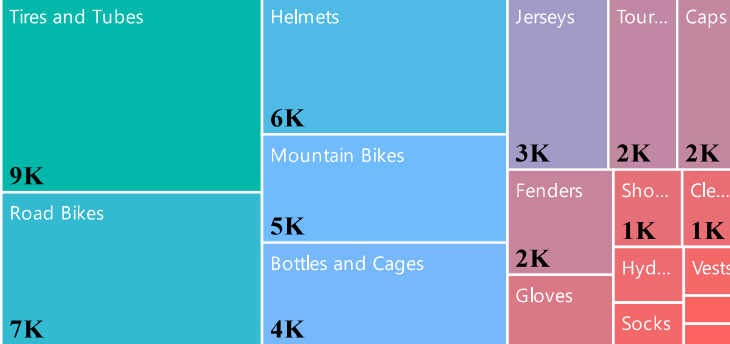 Tires and Tubes
9K
Road Bikes
7K
Helmets
6K
Mountain Bikes
5K
Bottles and Cages
4K
Jerseys
3K
Tour...
2K
Caps
2K
Fenders
2K
Gloves
Sho...
1K
Cle...
1K
Hyd...
Socks
Vests